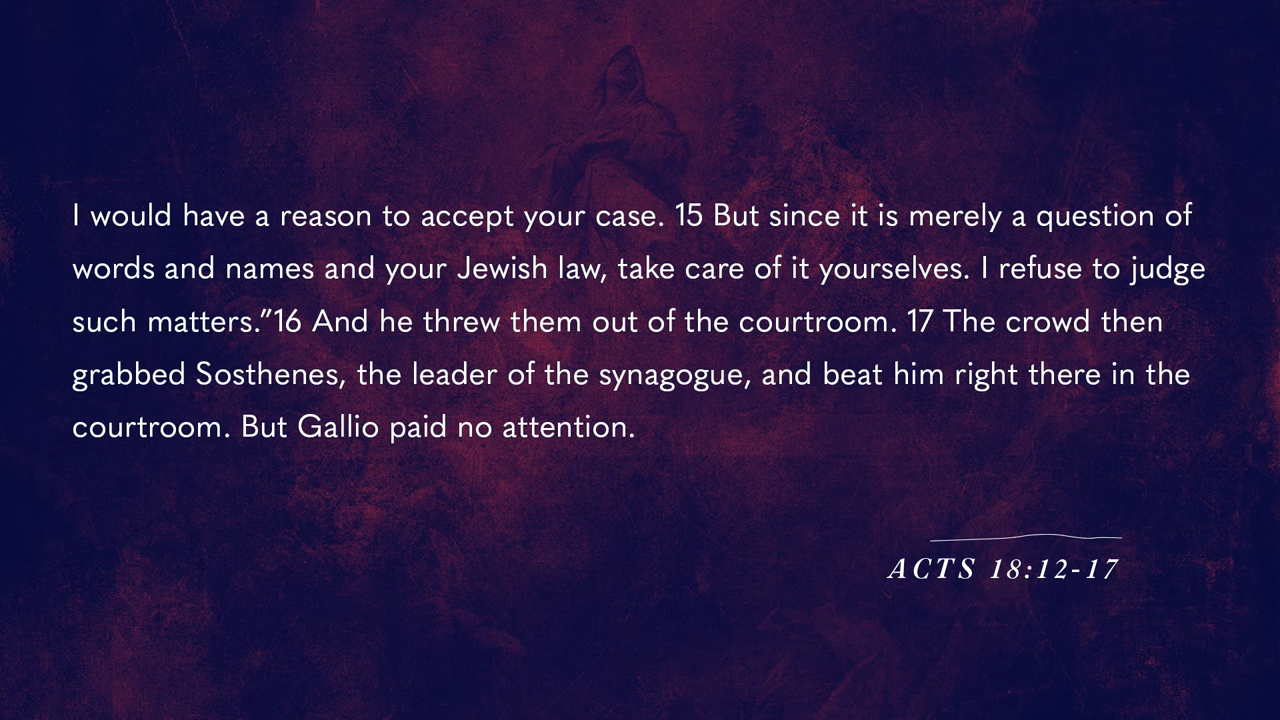 I would have a reason to accept your case. 15 But since it is merely a question of
words and names and your Jewish law, take care of it yourselves. I refuse to judge
such matters.”16 And he threw them out of the courtroom. 17 The crowd then
grabbed Sosthenes, the leader of the synagogue, and beat him right there in the
courtroom. But Gallio paid no attention.
ACTS 18:12-17